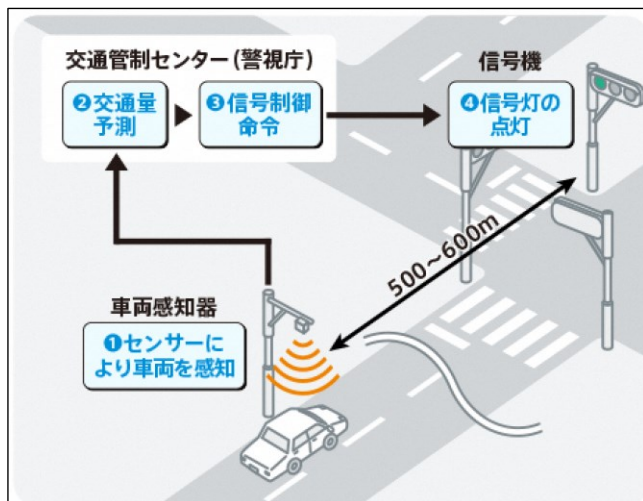 交通管制センター(警視庁)
❷交通量
予測
❸信号制御
命令
信号機
❹信号灯の
点灯
500〜600m
車両感知器
❶センサーに
より車両を感知